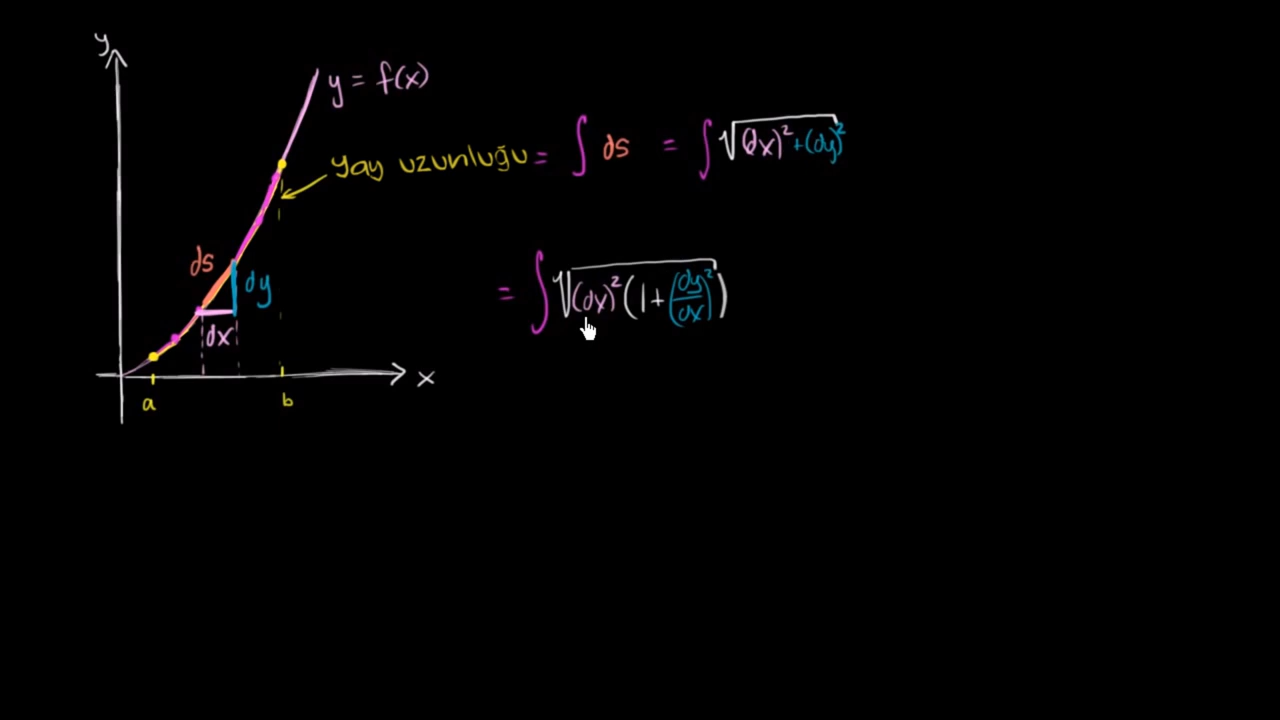 y
y = f(x)
yay uzunluğu = ∫ ds = ∫ √(dx)² + (dy)²
ds
dy
= ∫ √(dx)² (1 + (dy/dx)²)
dx
x
a
b